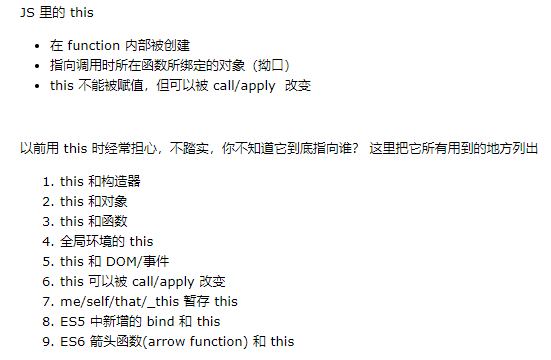 JS 里的 this
在 function 内部被创建
指向调用时所在函数所绑定的对象（拗口）
this 不能被赋值，但可以被 call/apply 改变
以前用 this 时经常担心，不踏实，你不知道它到底指向谁？ 这里把它所有用到的地方列出
1. this 和构造器
2. this 和对象
3. this 和函数
4. 全局环境的 this
5. this 和 DOM/事件
6. this 可以被 call/apply 改变
7. me/self/that/_this 暂存 this
8. ES5 中新增的 bind 和 this
9. ES6 箭头函数(arrow function) 和 this